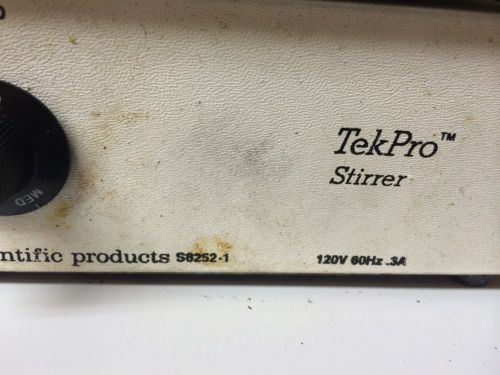 TekPro™
Stirrer
MED
ntific products S8252-1
120V 60Hz .3A